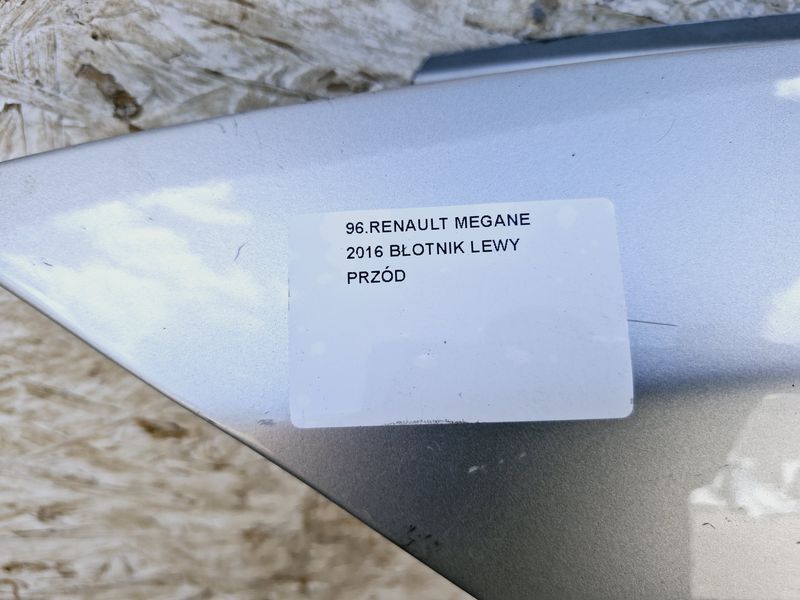 96.RENAULT MEGANE
2016 BŁOTNIK LEWY
PRZÓD